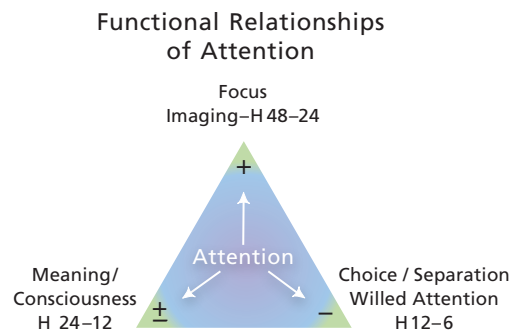 Functional Relationships
of Attention
Focus
Imaging–H 48–24
+
Attention
Meaning/
Consciousness
H 24–12
±
–
Choice / Separation
Willed Attention
H 12–6